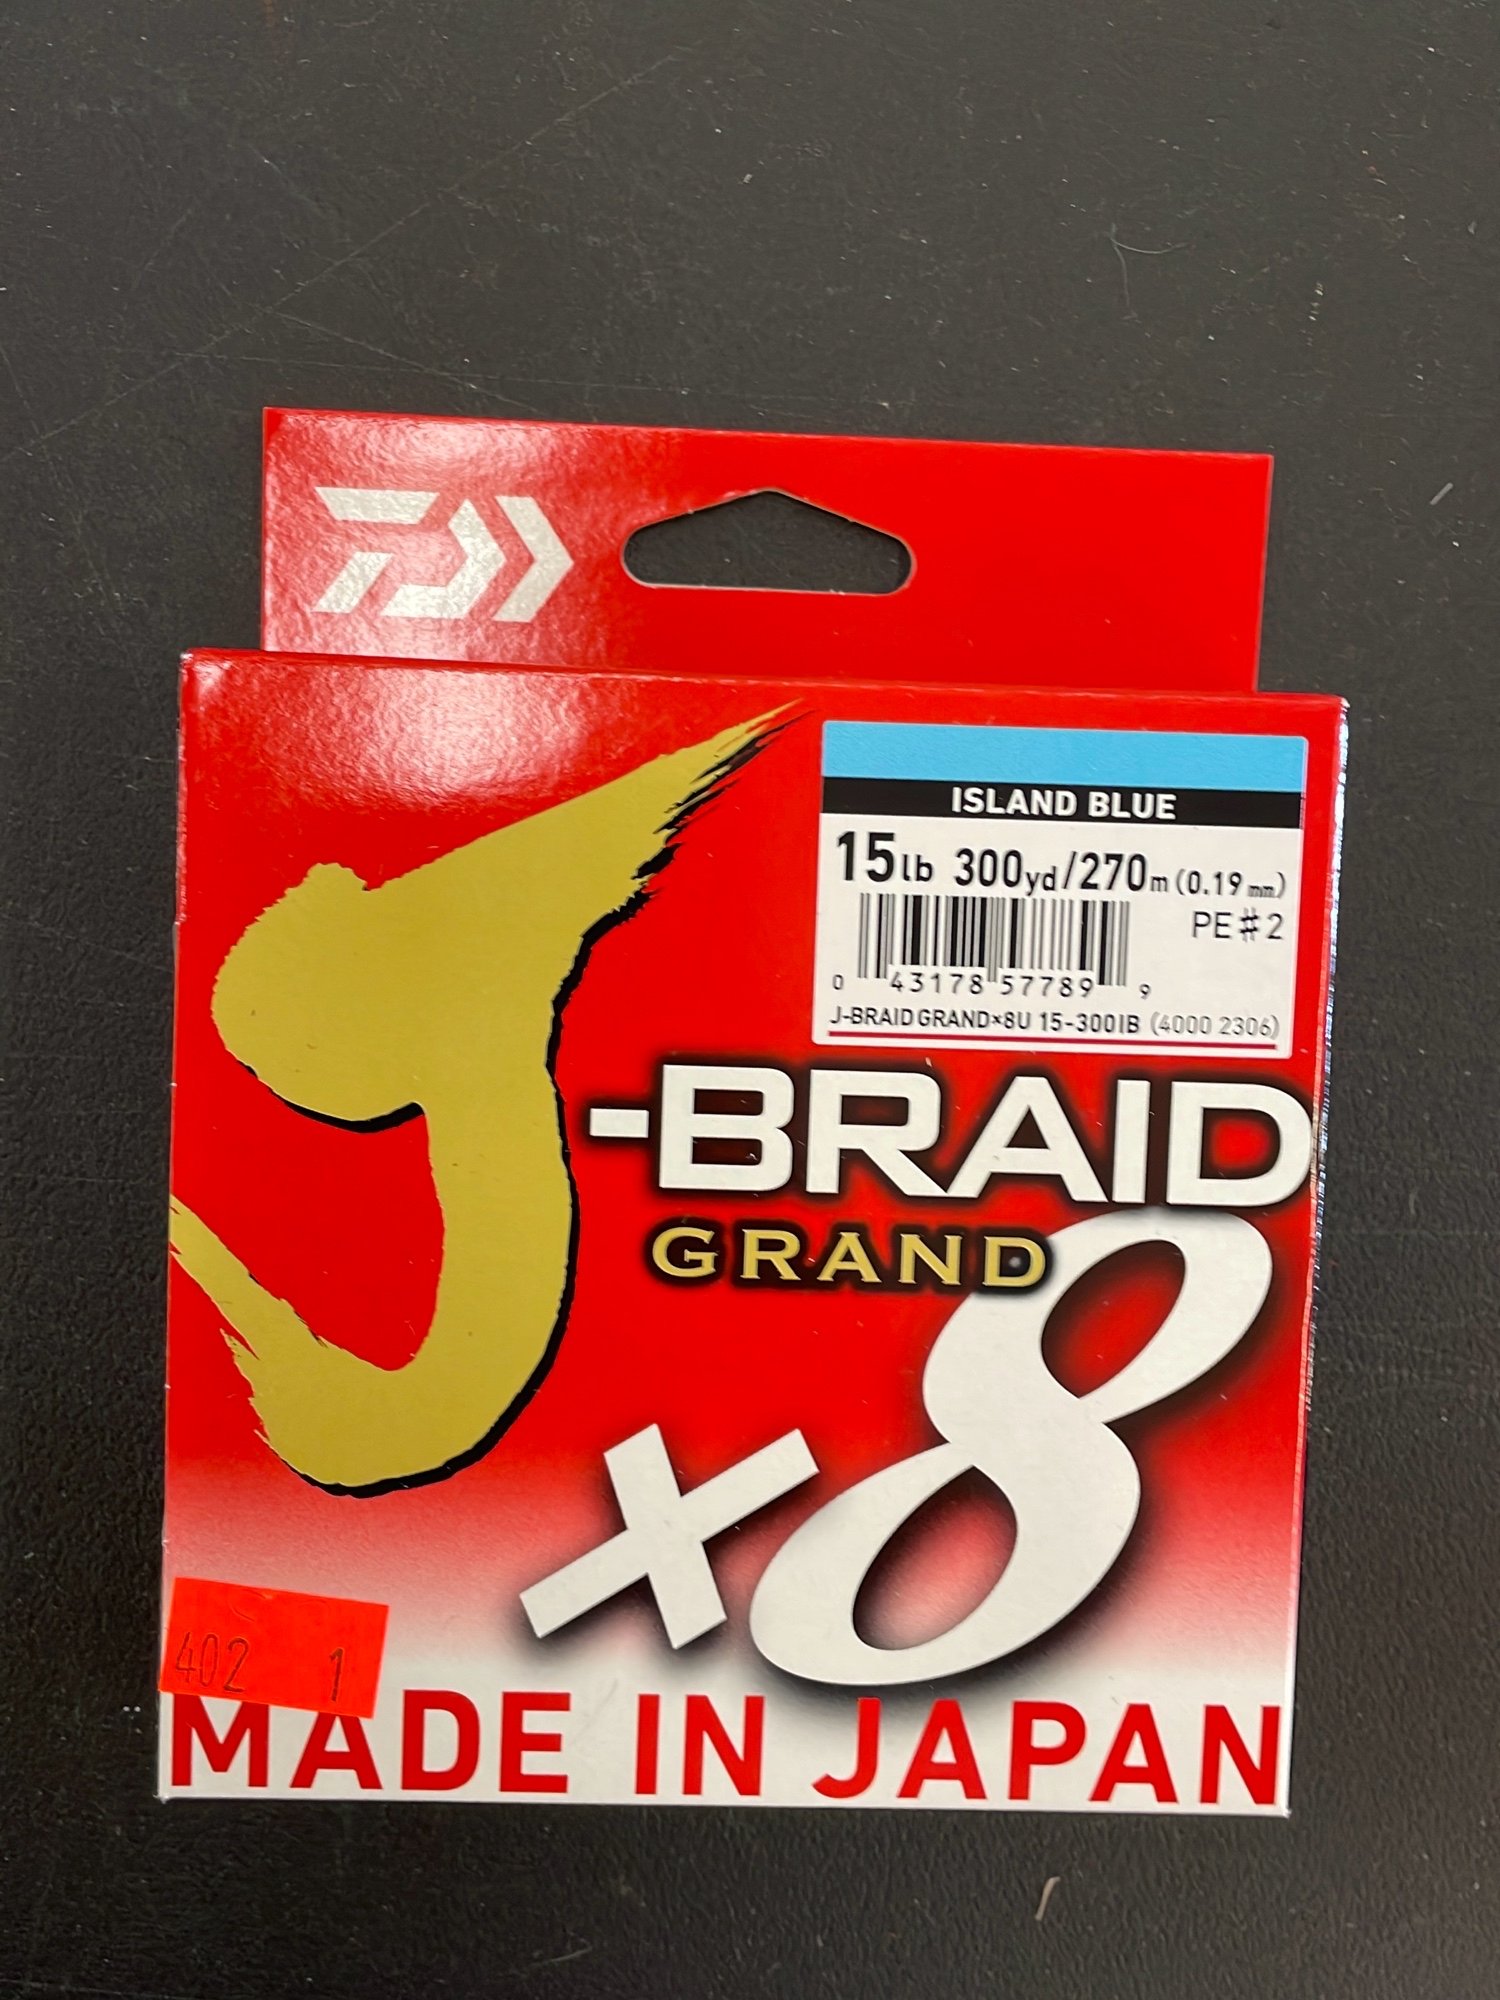 ISLAND BLUE
15lb 300yd/270m (0.19mm)
PE#2
0 43178 57789 9
J-BRAID GRAND×8U 15-300IB (4000 2306)
J-BRAID
GRAND
×8
402 1
MADE IN JAPAN